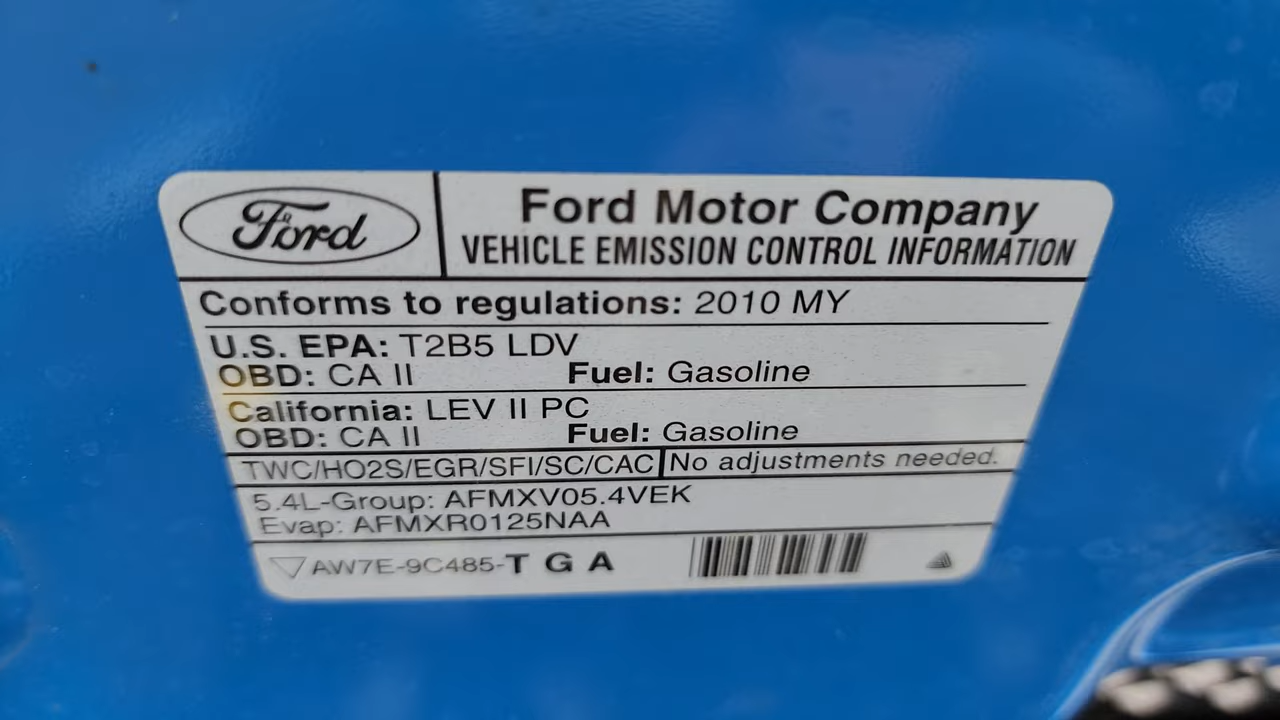 Ford
Ford Motor Company
VEHICLE EMISSION CONTROL INFORMATION
Conforms to regulations: 2010 MY
U.S. EPA: T2B5 LDV
OBD: CA II Fuel: Gasoline
California: LEV II PC
OBD: CA II Fuel: Gasoline
TWC/HO2S/EGR/SFI/SC/CAC No adjustments needed.
5.4L-Group: AFMXV05.4VEK
Evap: AFMXR0125NAA
AW7E-9C485-T G A